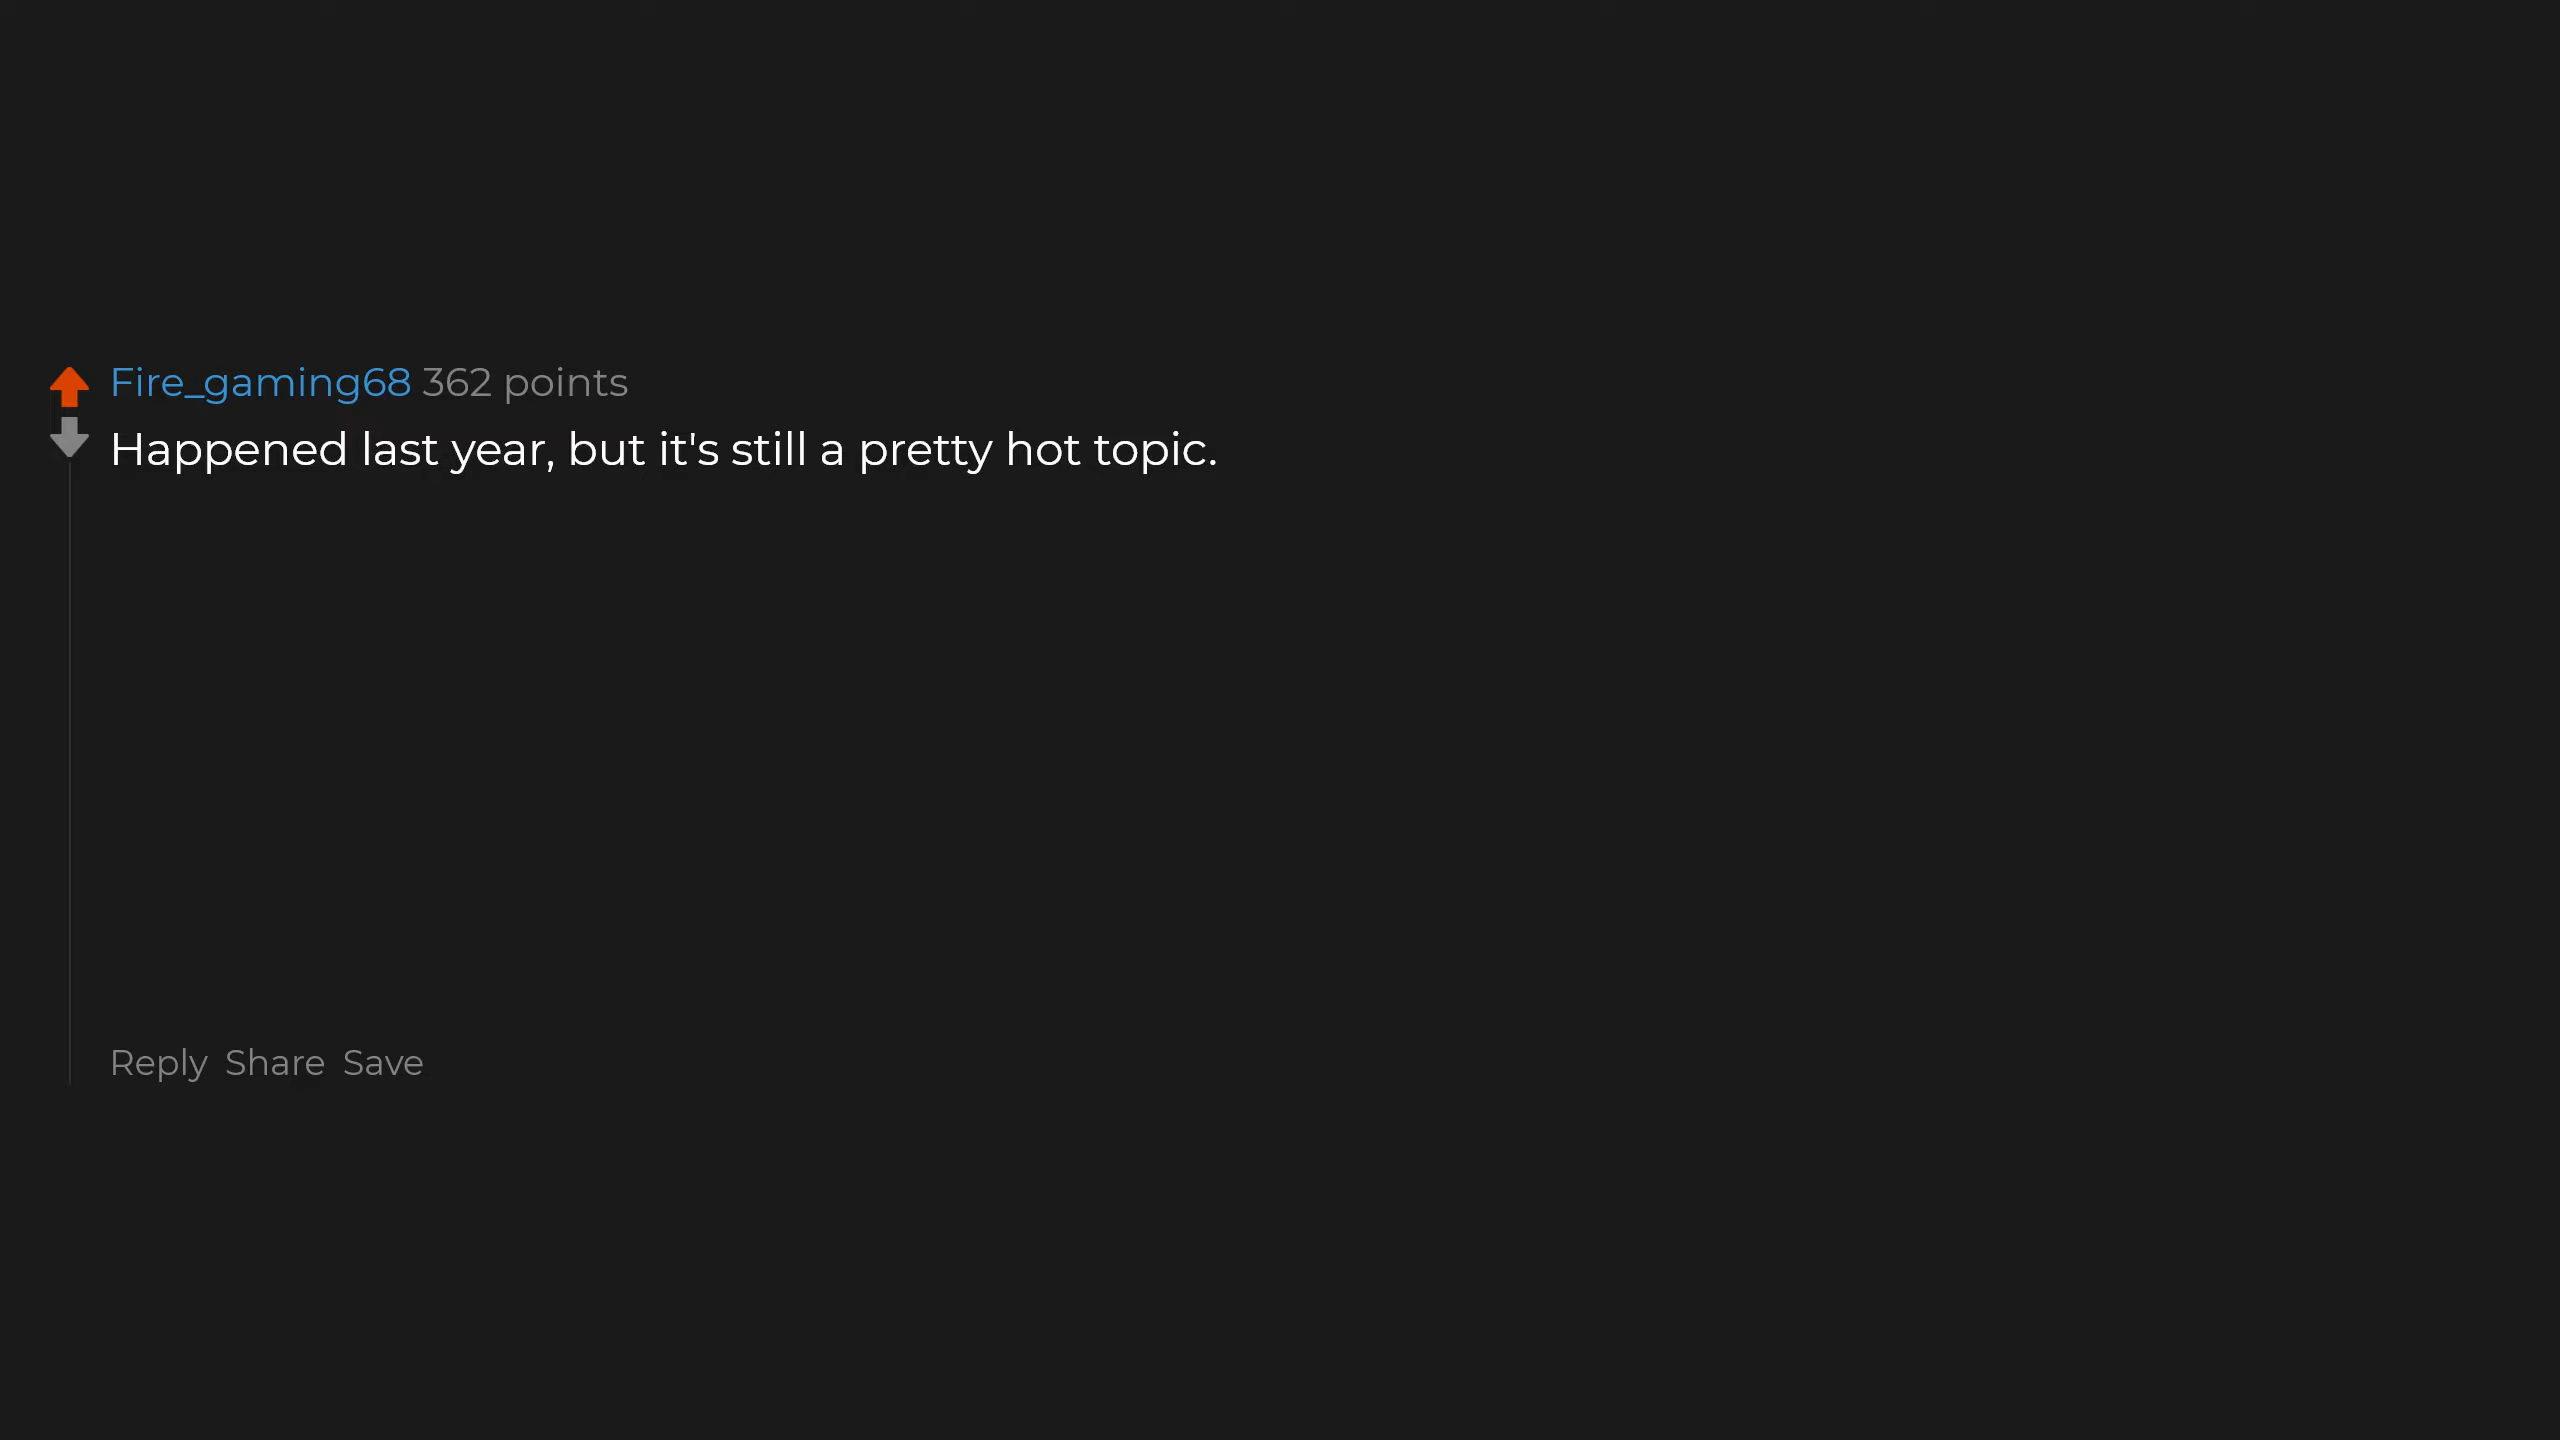 Fire_gaming68 362 points
Happened last year, but it's still a pretty hot topic.
Reply Share Save